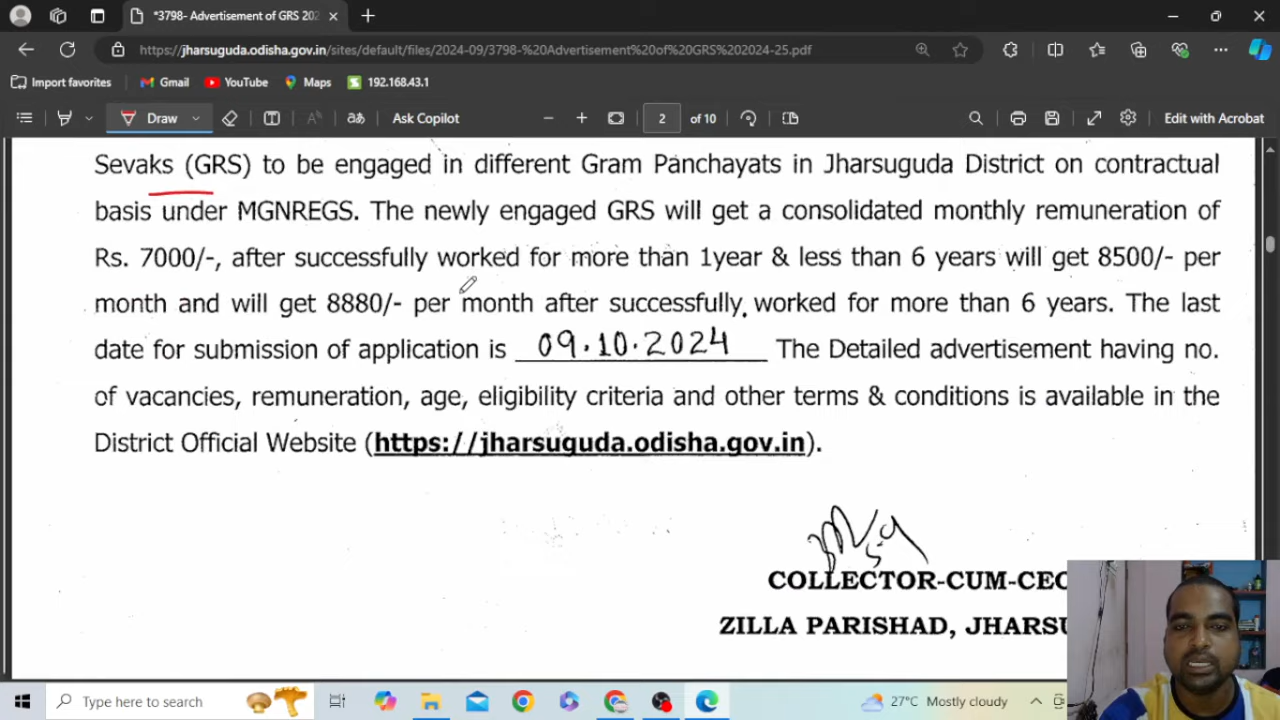 *3798- Advertisement of GRS 202
https://jharsuguda.odisha.gov.in/sites/default/files/2024-09/3798-%20Advertisement%20of%20GRS%202024-25.pdf
Import favorites Gmail YouTube Maps 192.168.43.1
Draw aあ Ask Copilot 2 of 10 Edit with Acrobat
Sevaks (GRS) to be engaged in different Gram Panchayats in Jharsuguda District on contractual
basis under MGNREGS. The newly engaged GRS will get a consolidated monthly remuneration of
Rs. 7000/-, after successfully worked for more than 1year & less than 6 years will get 8500/- per
month and will get 8880/- per month after successfully worked for more than 6 years. The last
date for submission of application is 09.10.2024 The Detailed advertisement having no.
of vacancies, remuneration, age, eligibility criteria and other terms & conditions is available in the
District Official Website (https://jharsuguda.odisha.gov.in).
COLLECTOR-CUM-CEO
ZILLA PARISHAD, JHARSU
Type here to search 27°C Mostly cloudy